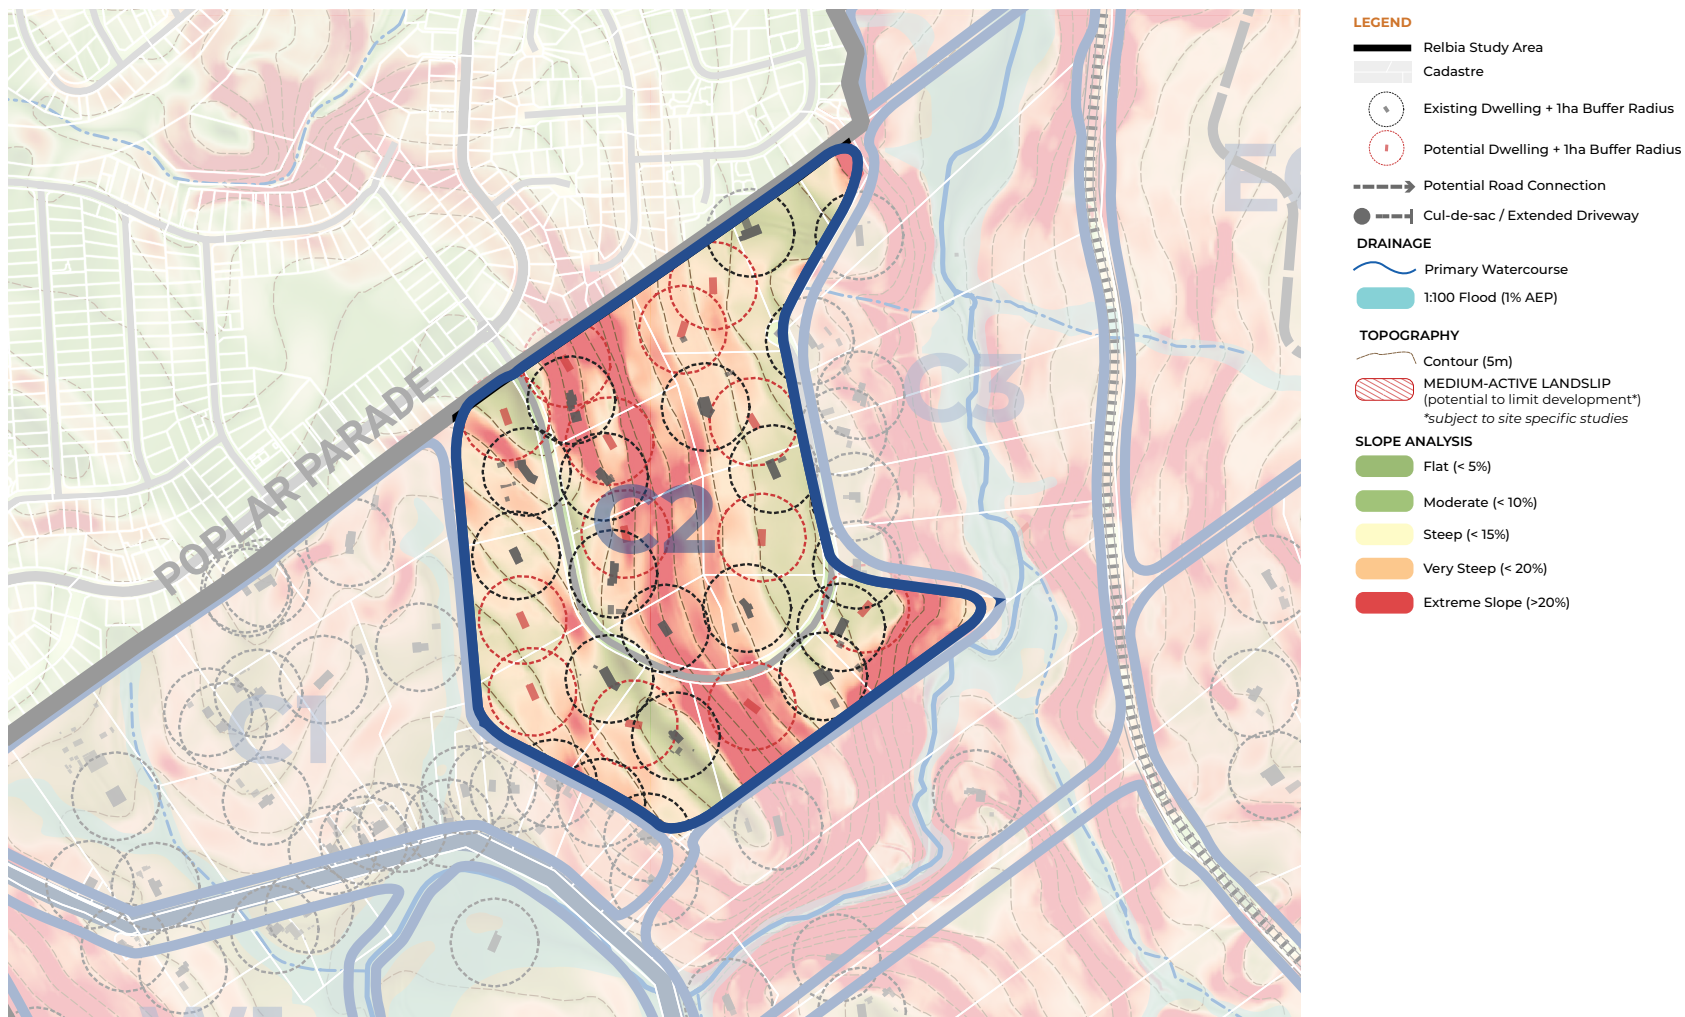 POPLAR PARADE
C1
C2
C3
LEGEND
Relbia Study Area
Cadastre
Existing Dwelling + 1ha Buffer Radius
Potential Dwelling + 1ha Buffer Radius
Potential Road Connection
Cul-de-sac / Extended Driveway
DRAINAGE
Primary Watercourse
1:100 Flood (1% AEP)
TOPOGRAPHY
Contour (5m)
MEDIUM-ACTIVE LANDSLIP
(potential to limit development*)
*subject to site specific studies
SLOPE ANALYSIS
Flat (< 5%)
Moderate (< 10%)
Steep (< 15%)
Very Steep (< 20%)
Extreme Slope (>20%)